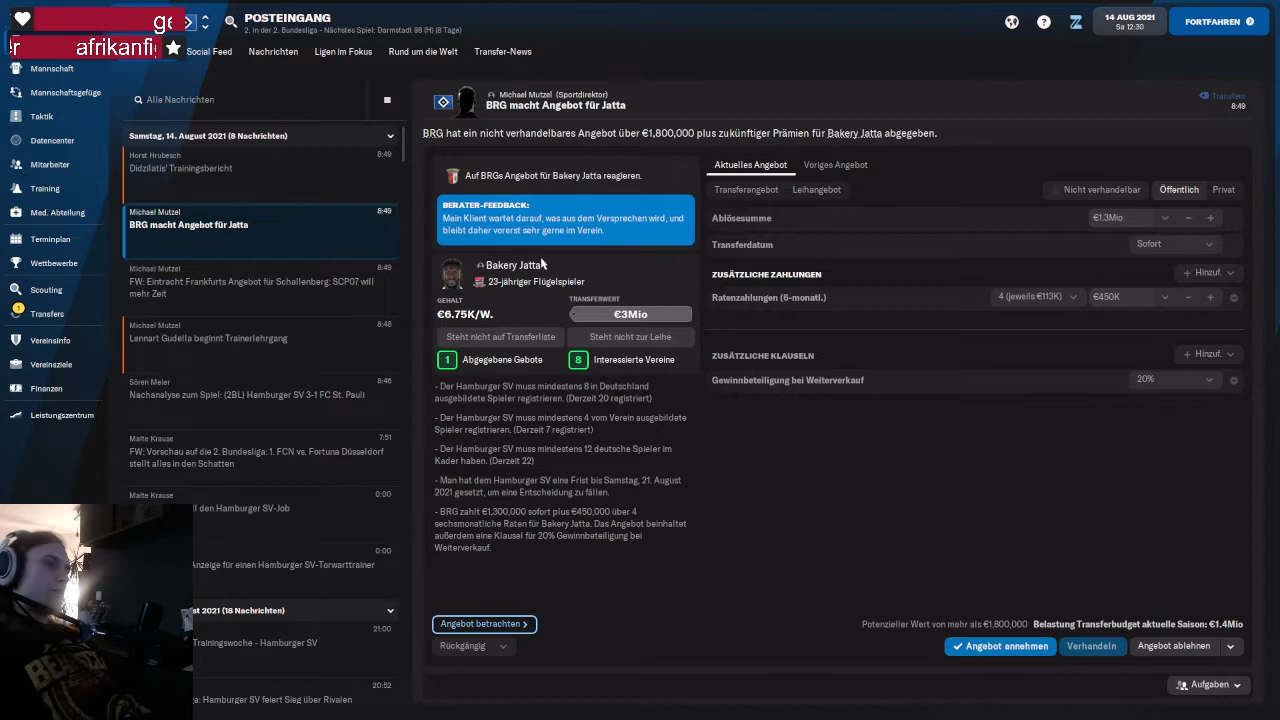 ge
r afrikanfi
POSTEINGANG
2. in der 2. Bundesliga - Nächstes Spiel: Darmstadt 98 (H) (8 Tage)
14 AUG 2021
Sa 12:30
FORTFAHREN
Social Feed
Nachrichten
Ligen im Fokus
Rund um die Welt
Transfer-News
Mannschaft
Mannschaftsgefüge
Taktik
Datencenter
Mitarbeiter
Training
Med. Abteilung
Terminplan
Wettbewerbe
Scouting
1
Transfers
Vereinsinfo
Vereinsziele
Finanzen
Leistungszentrum
Alle Nachrichten
Samstag, 14. August 2021 (8 Nachrichten)
Horst Hrubesch 8:49
Didzilatis' Trainingsbericht
Michael Mutzel 8:49
BRG macht Angebot für Jatta
Michael Mutzel 8:49
FW: Eintracht Frankfurts Angebot für Schallenberg: SCP07 will
mehr Zeit
Michael Mutzel 8:48
Lennart Gudella beginnt Trainerlehrgang
Sören Meier 8:46
Nachanalyse zum Spiel: (2BL) Hamburger SV 3-1 FC St. Pauli
Malte Krause 7:51
FW: Vorschau auf die 2. Bundesliga: 1. FCN vs. Fortuna Düsseldorf
stellt alles in den Schatten
Malte Krause 0:00
den Hamburger SV-Job
0:00
Anzeige für einen Hamburger SV-Torwarttrainer
ust 2021 (18 Nachrichten)
21:00
Trainingswoche - Hamburger SV
20:52
ga: Hamburger SV feiert Sieg über Rivalen
Michael Mutzel (Sportdirektor)
BRG macht Angebot für Jatta
Transfers
8:49
BRG hat ein nicht verhandelbares Angebot über €1,800,000 plus zukünftiger Prämien für Bakery Jatta abgegeben.
Auf BRGs Angebot für Bakery Jatta reagieren.
BERATER-FEEDBACK:
Mein Klient wartet darauf, was aus dem Versprechen wird, und
bleibt daher vorerst sehr gerne im Verein.
Bakery Jatta
23-jähriger Flügelspieler
GEHALT
TRANSFERWERT
€6.75K/W.
€3Mio
Steht nicht auf Transferliste
Steht nicht zur Leihe
1 Abgegebene Gebote
8 Interessierte Vereine
- Der Hamburger SV muss mindestens 8 in Deutschland
ausgebildete Spieler registrieren. (Derzeit 20 registriert)
- Der Hamburger SV muss mindestens 4 vom Verein ausgebildete
Spieler registrieren. (Derzeit 7 registriert)
- Der Hamburger SV muss mindestens 12 deutsche Spieler im
Kader haben. (Derzeit 22)
- Man hat dem Hamburger SV eine Frist bis Samstag, 21. August
2021 gesetzt, um eine Entscheidung zu fällen.
- BRG zahlt €1,300,000 sofort plus €450,000 über 4
sechsmonatliche Raten für Bakery Jatta. Das Angebot beinhaltet
außerdem eine Klausel für 20% Gewinnbeteiligung bei
Weiterverkauf.
Angebot betrachten
Rückgängig
Aktuelles Angebot
Voriges Angebot
Transferangebot
Leihangebot
Nicht verhandelbar
Öffentlich
Privat
Ablösesumme
€1.3Mio
Transferdatum
Sofort
ZUSÄTZLICHE ZAHLUNGEN
Hinzuf.
Ratenzahlungen (6-monatl.)
4 (jeweils €113K)
€450K
ZUSÄTZLICHE KLAUSELN
Hinzuf.
Gewinnbeteiligung bei Weiterverkauf
20%
Potenzieller Wert von mehr als €1,800,000
Belastung Transferbudget aktuelle Saison: €1.4Mio
Angebot annehmen
Verhandeln
Angebot ablehnen
Aufgaben